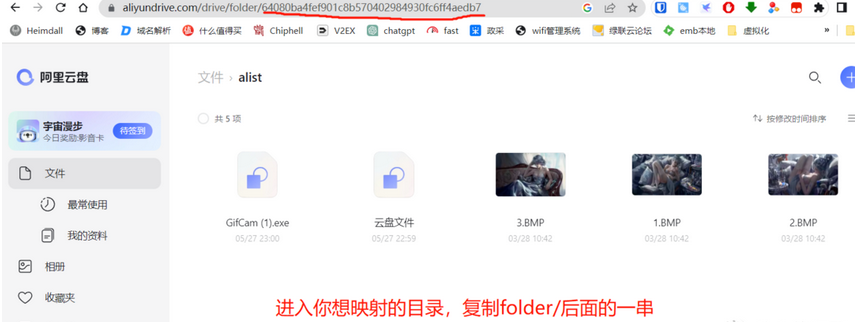 aliyundrive.com/drive/folder/64080ba4fef901c8b570402984930fc6ff4aedb7
Heimdall 博客 域名解析 什么值得买 Chiphell V2EX chatgpt fast 政采 wifi管理系统 绿联云论坛 emb本地 虚拟化 »
阿里云盘
文件 › alist
宇宙漫步
今日奖励:影音卡
待签到
共 5 项
按修改时间排序
文件
最常使用
我的资料
相册
收藏夹
GifCam (1).exe 云盘文件 3.BMP 1.BMP 2.BMP
05/27 23:00 05/27 22:59 03/28 10:42 03/28 10:42 03/28 10:42
进入你想映射的目录，复制folder/后面的一串